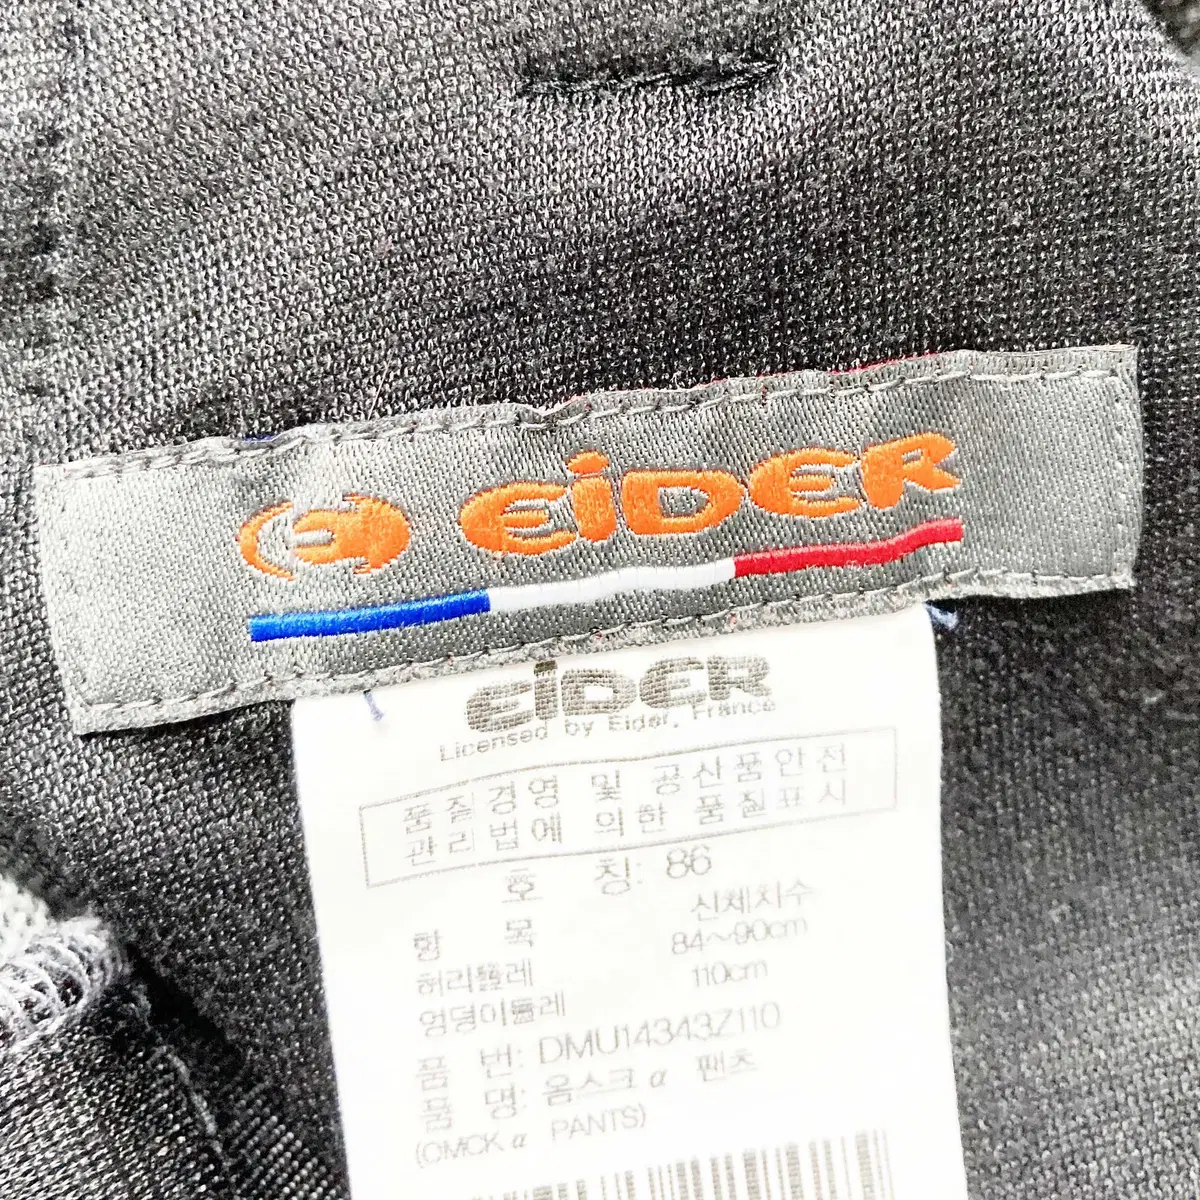 EiDER
EiDER
Licensed by Eider, France
품질경영 및 공산품안전
관리법에 의한 품질표시
호 칭: 86
항 목 신체치수
허리둘레 84~90cm
엉덩이둘레 110cm
품 번: DMU14343Z110
품 명: 옴스크α 팬츠
(OMCKα PANTS)